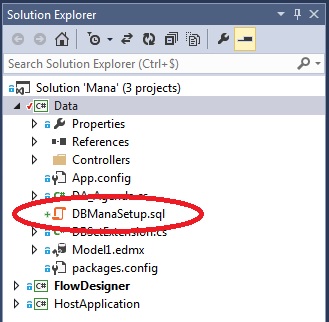 Solution Explorer
Search Solution Explorer (Ctrl+$)
Solution 'Mana' (3 projects)
C# Data
Properties
References
Controllers
App.config
C# DA_Agenda.cs
DBManaSetup.sql
C# DBSetExtension.cs
Model1.edmx
packages.config
C# FlowDesigner
C# HostApplication